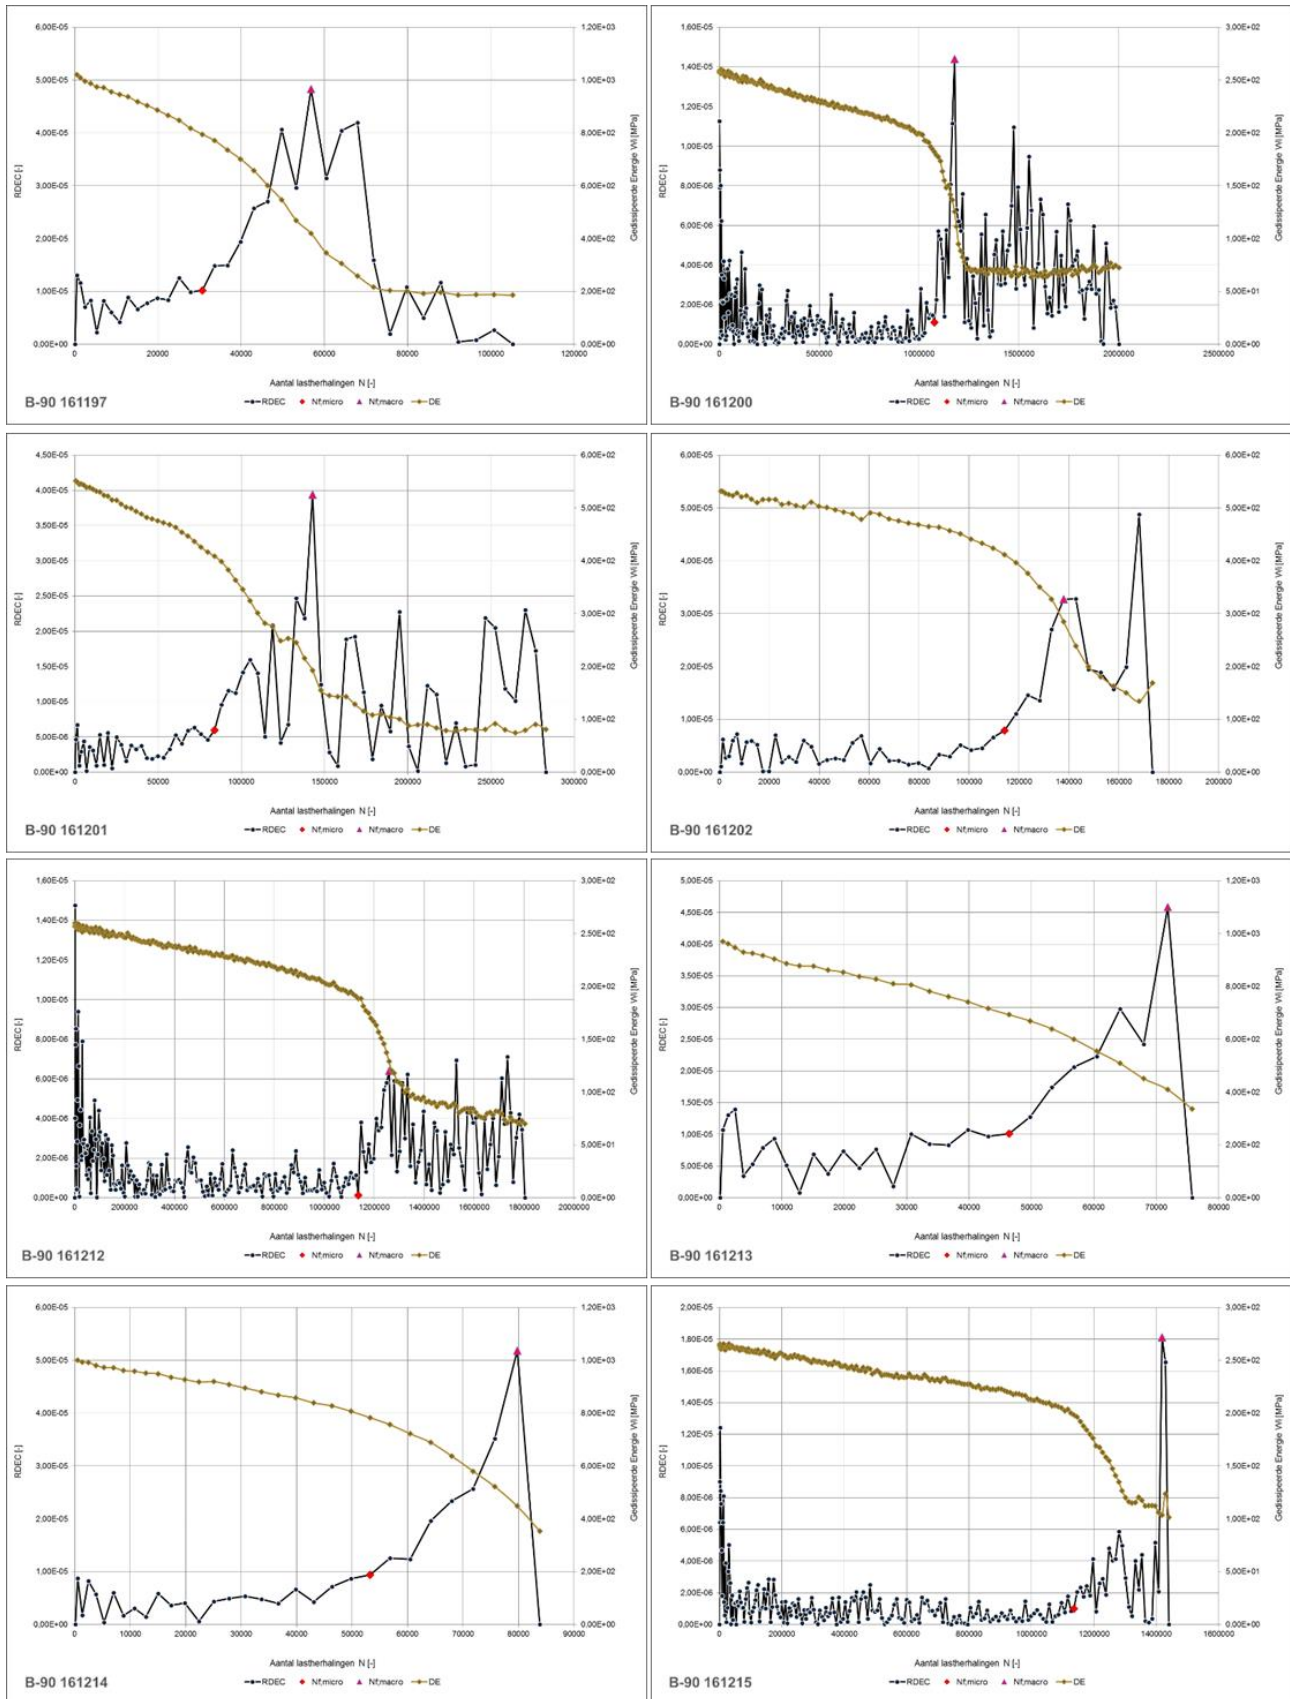 6,00E-05
5,00E-05
4,00E-05
3,00E-05
2,00E-05
1,00E-05
0,00E+00
RDEC [-]
1,20E+03
1,00E+03
8,00E+02
6,00E+02
4,00E+02
2,00E+02
0,00E+00
Gedissipeerde Energie Wi [MPa]
0 20000 40000 60000 80000 100000 120000
Aantal lastherhalingen N [-]
B-90 161197
RDEC Nf;micro Nf;macro DE
1,60E-05
1,40E-05
1,20E-05
1,00E-05
8,00E-06
6,00E-06
4,00E-06
2,00E-06
0,00E+00
RDEC [-]
3,00E+02
2,50E+02
2,00E+02
1,50E+02
1,00E+02
5,00E+01
0,00E+00
Gedissipeerde Energie Wi [MPa]
0 500000 1000000 1500000 2000000 2500000
Aantal lastherhalingen N [-]
B-90 161200
RDEC Nf;micro Nf;macro DE
4,50E-05
4,00E-05
3,50E-05
3,00E-05
2,50E-05
2,00E-05
1,50E-05
1,00E-05
5,00E-06
0,00E+00
RDEC [-]
6,00E+02
5,00E+02
4,00E+02
3,00E+02
2,00E+02
1,00E+02
0,00E+00
Gedissipeerde Energie Wi [MPa]
0 50000 100000 150000 200000 250000 300000
Aantal lastherhalingen N [-]
B-90 161201
RDEC Nf;micro Nf;macro DE
6,00E-05
5,00E-05
4,00E-05
3,00E-05
2,00E-05
1,00E-05
0,00E+00
RDEC [-]
6,00E+02
5,00E+02
4,00E+02
3,00E+02
2,00E+02
1,00E+02
0,00E+00
Gedissipeerde Energie Wi [MPa]
0 20000 40000 60000 80000 100000 120000 140000 160000 180000 200000
Aantal lastherhalingen N [-]
B-90 161202
RDEC Nf;micro Nf;macro DE
1,60E-05
1,40E-05
1,20E-05
1,00E-05
8,00E-06
6,00E-06
4,00E-06
2,00E-06
0,00E+00
RDEC [-]
3,00E+02
2,50E+02
2,00E+02
1,50E+02
1,00E+02
5,00E+01
0,00E+00
Gedissipeerde Energie Wi [MPa]
0 200000 400000 600000 800000 1000000 1200000 1400000 1600000 1800000 2000000
Aantal lastherhalingen N [-]
B-90 161212
RDEC Nf;micro Nf;macro DE
5,00E-05
4,50E-05
4,00E-05
3,50E-05
3,00E-05
2,50E-05
2,00E-05
1,50E-05
1,00E-05
5,00E-06
0,00E+00
RDEC [-]
1,20E+03
1,00E+03
8,00E+02
6,00E+02
4,00E+02
2,00E+02
0,00E+00
Gedissipeerde Energie Wi [MPa]
0 10000 20000 30000 40000 50000 60000 70000 80000
Aantal lastherhalingen N [-]
B-90 161213
RDEC Nf;micro Nf;macro DE
6,00E-05
5,00E-05
4,00E-05
3,00E-05
2,00E-05
1,00E-05
0,00E+00
RDEC [-]
1,20E+03
1,00E+03
8,00E+02
6,00E+02
4,00E+02
2,00E+02
0,00E+00
Gedissipeerde Energie Wi [MPa]
0 10000 20000 30000 40000 50000 60000 70000 80000 90000
Aantal lastherhalingen N [-]
B-90 161214
RDEC Nf;micro Nf;macro DE
2,00E-05
1,80E-05
1,60E-05
1,40E-05
1,20E-05
1,00E-05
8,00E-06
6,00E-06
4,00E-06
2,00E-06
0,00E+00
RDEC [-]
3,00E+02
2,50E+02
2,00E+02
1,50E+02
1,00E+02
5,00E+01
0,00E+00
Gedissipeerde Energie Wi [MPa]
0 200000 400000 600000 800000 1000000 1200000 1400000 1600000
Aantal lastherhalingen N [-]
B-90 161215
RDEC Nf;micro Nf;macro DE